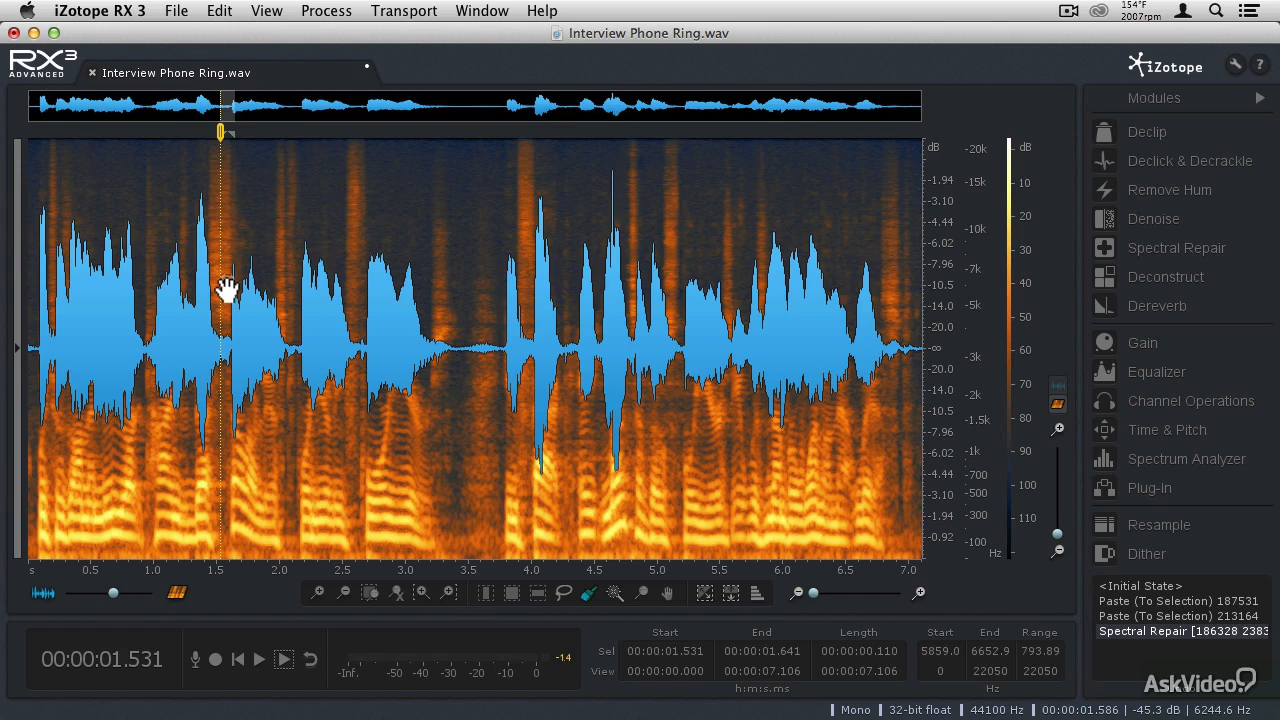 iZotope RX 3 File Edit View Process Transport Window Help 154°F 2007rpm
Interview Phone Ring.wav
RX 3 ADVANCED
Interview Phone Ring.wav
iZotope ?
Modules
Declip
Declick & Decrackle
Remove Hum
Denoise
Spectral Repair
Deconstruct
Dereverb
Gain
Equalizer
Channel Operations
Time & Pitch
Spectrum Analyzer
Plug-In
Resample
Dither
dB
-1.94
-3.10
-4.44
-6.02
-7.96
-10.5
-14.0
-20.0
-∞
-20.0
-14.0
-10.5
-7.96
-6.02
-4.44
-3.10
-1.94
-0.92
-20k
-15k
-10k
-7k
-5k
-3k
-2k
-1.5k
-1k
-700
-500
-300
-100
Hz
dB
10
20
30
40
50
60
70
80
90
100
110
s 0.5 1.0 1.5 2.0 2.5 3.0 3.5 4.0 4.5 5.0 5.5 6.0 6.5 7.0
<Initial State>
Paste (To Selection) 187531
Paste (To Selection) 213164
Spectral Repair [186328 2383
00:00:01.531
-Inf. -50 -40 -30 -20 -10 0
-1.4
Start End Length Start End Range
Sel 00:00:01.531 00:00:01.641 00:00:00.110 5859.0 6652.9 793.89
View 00:00:00.000 00:00:07.106 00:00:07.106 0 22050 22050
h:m:s.ms Hz
AskVideo
Mono 32-bit float 44100 Hz 00:00:01.586 -45.3 dB 6244.6 Hz